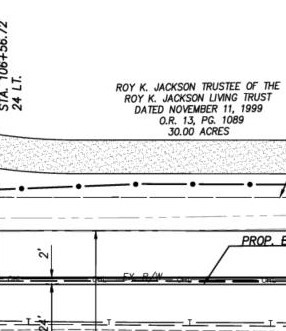 STA. 106+56.72
24 LT.
ROY K. JACKSON TRUSTEE OF THE
ROY K. JACKSON LIVING TRUST
DATED NOVEMBER 11, 1999
O.R. 13, PG. 1089
30.00 ACRES
PROP. E
2'
EX R/W
24'
T
T
T
T